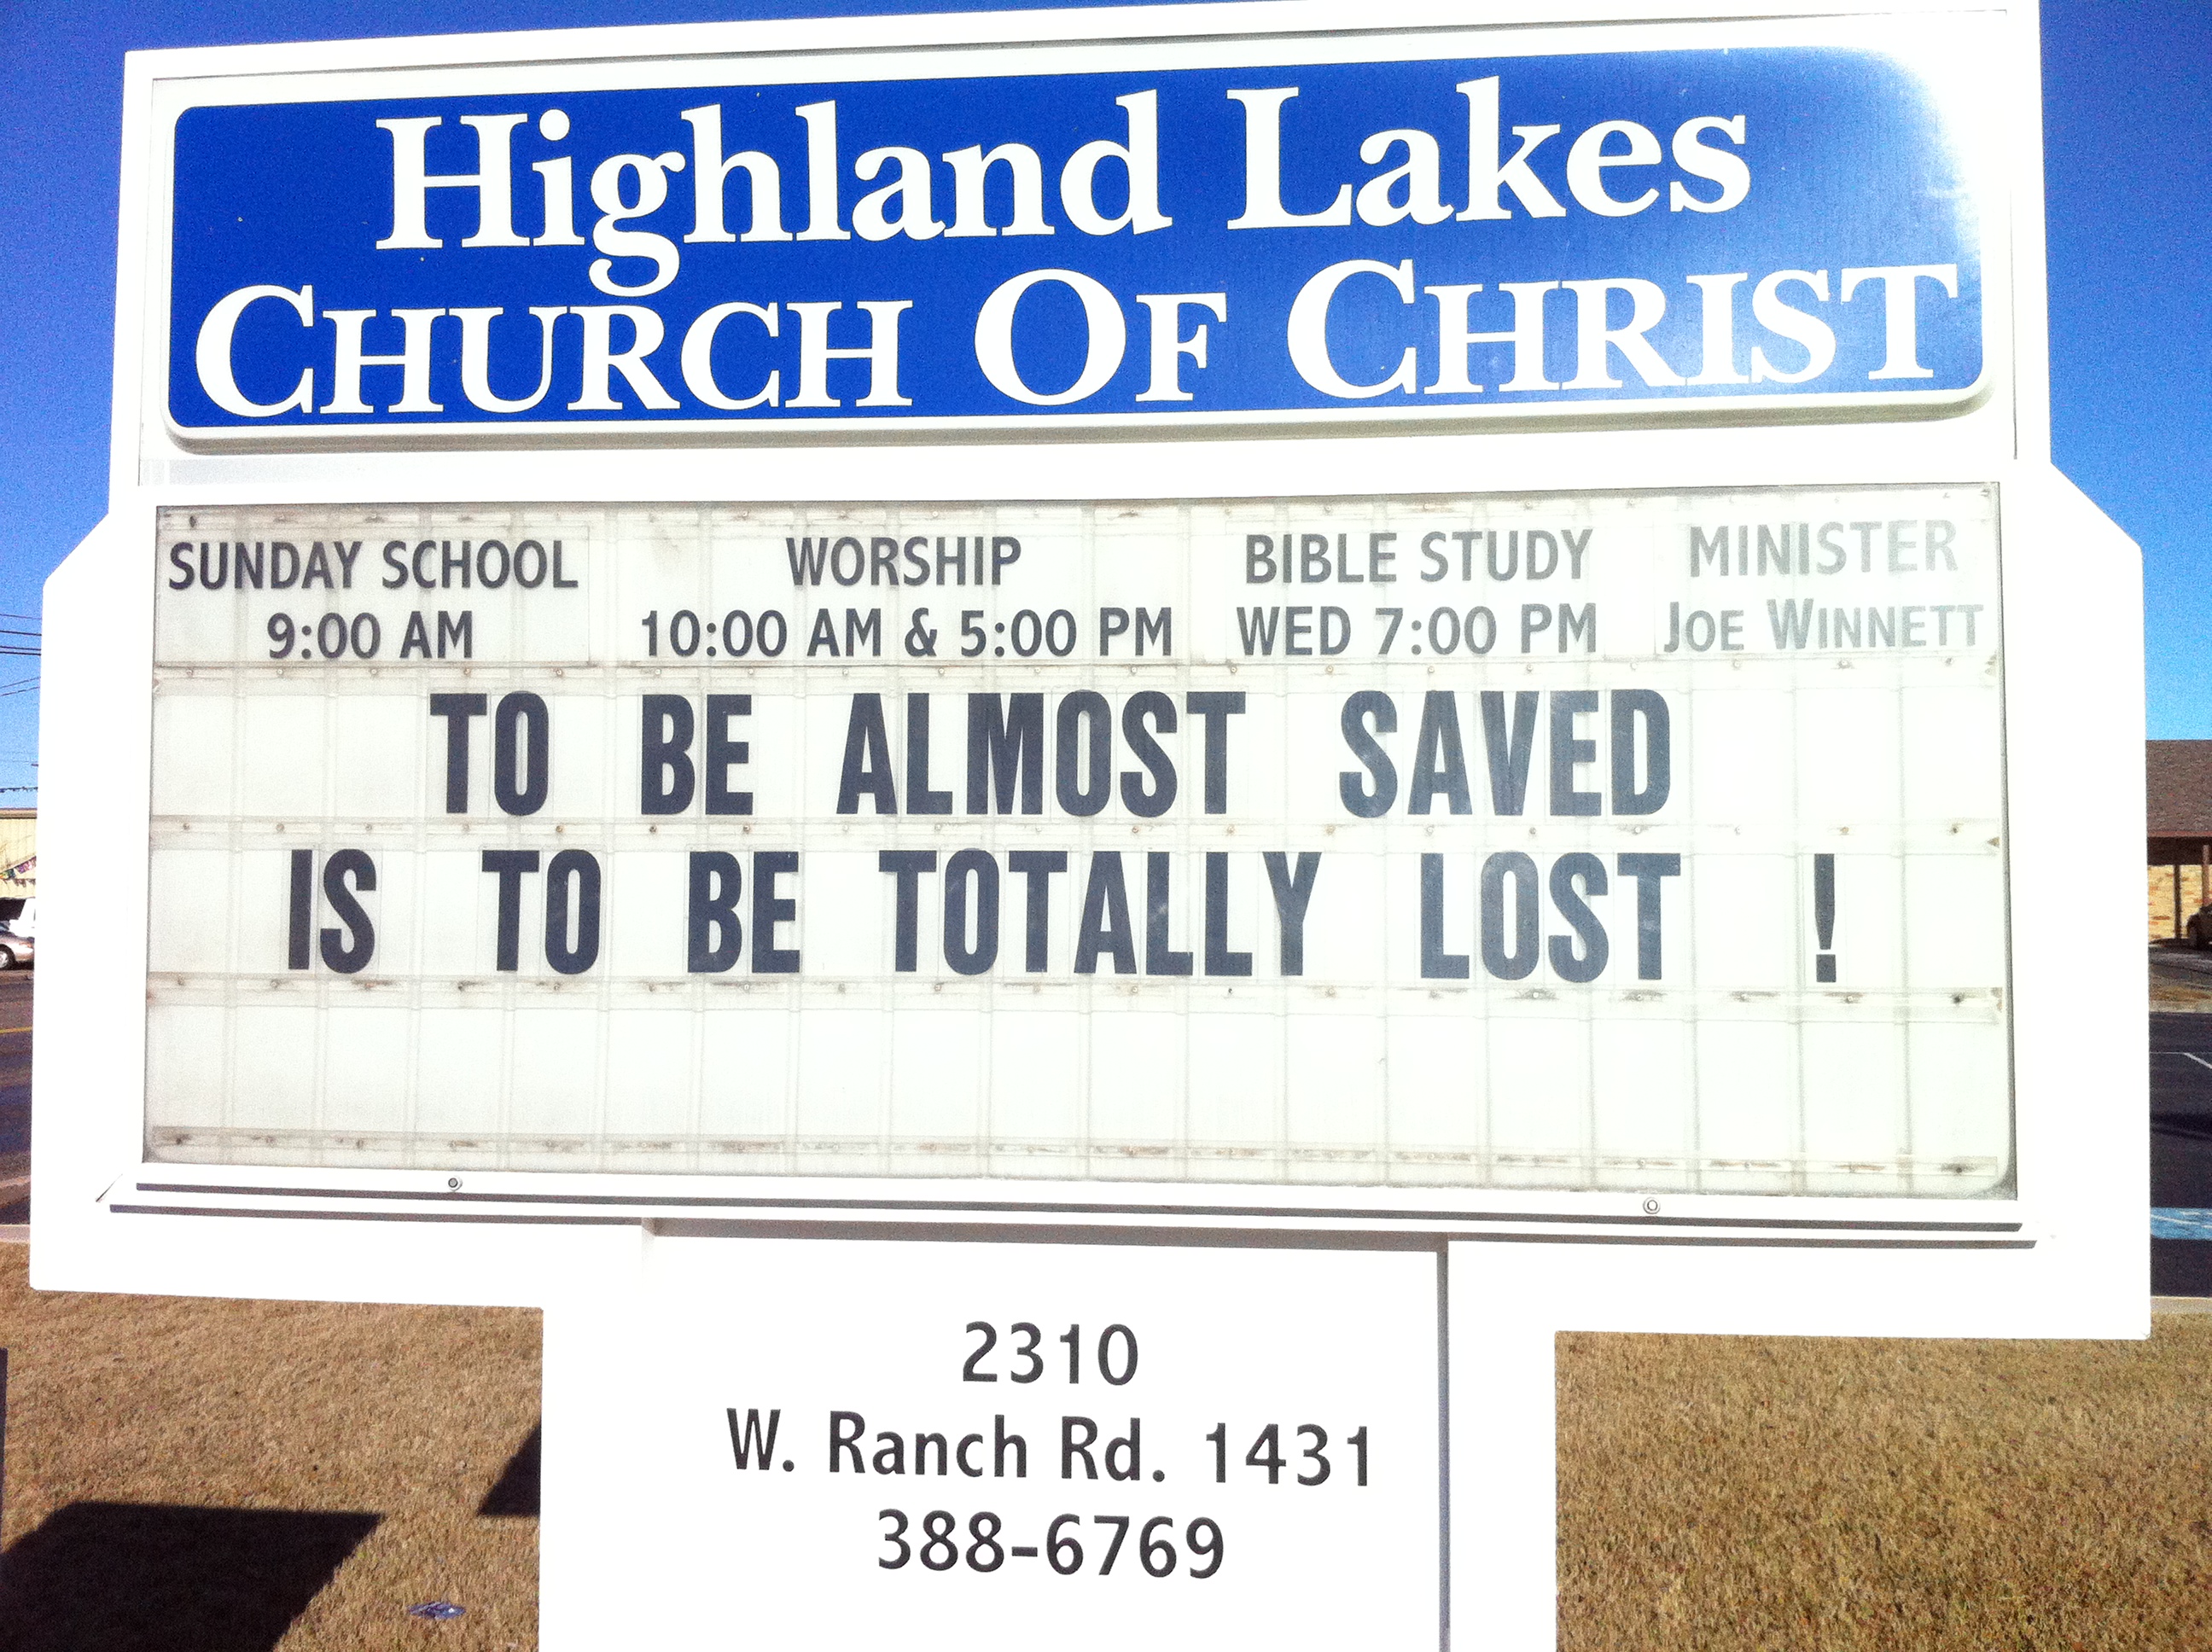 Highland Lakes
CHURCH OF CHRIST
SUNDAY SCHOOL WORSHIP BIBLE STUDY MINISTER
9:00 AM 10:00 AM & 5:00 PM WED 7:00 PM JOE WINNETT
TO BE ALMOST SAVED
IS TO BE TOTALLY LOST !
2310
W. Ranch Rd. 1431
388-6769